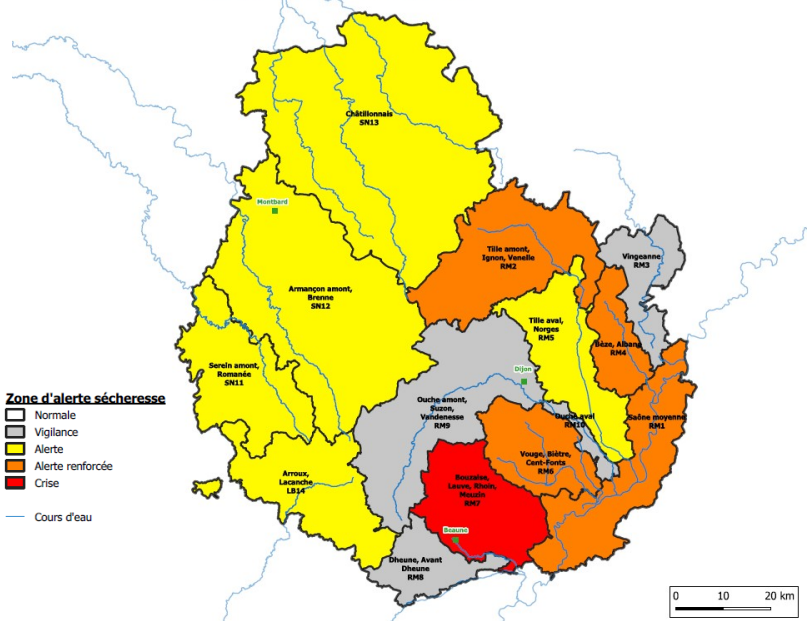 Châtillonnais
SN13
Montbard
Tille amont,
Ignon, Venelle
RM2
Vingeanne
RM3
Armançon amont,
Brenne
SN12
Tille aval,
Norges
RM5
Bèze, Albane
RM4
Serein amont,
Romanée
SN11
Dijon
Ouche amont,
Suzon,
Vandenesse
RM9
Ouche aval
RM10
Saône moyenne
RM1
Vouge, Biètre,
Cent-Fonts
RM6
Arroux,
Lacanche
LB14
Bouzaise,
Lauve, Rhoin,
Meuzin
RM7
Beaune
Dheune, Avant
Dheune
RM8
Zone d'alerte sécheresse
Normale
Vigilance
Alerte
Alerte renforcée
Crise
Cours d'eau
0 10 20 km